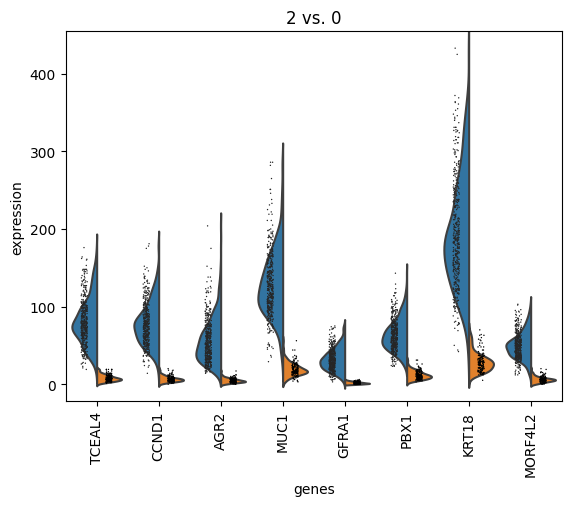 2 vs. 0
expression
400
300
200
100
0
TCEAL4
CCND1
AGR2
MUC1
GFRA1
PBX1
KRT18
MORF4L2
genes